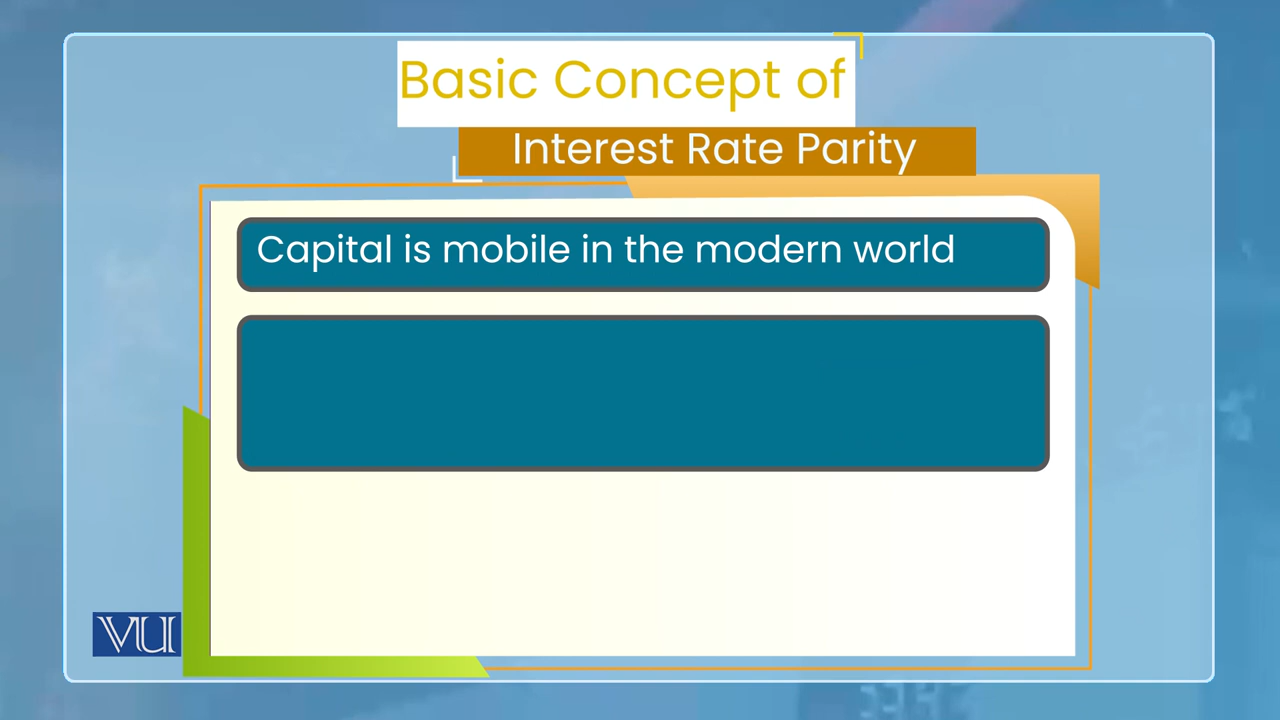 Basic Concept of
Interest Rate Parity
Capital is mobile in the modern world
VU